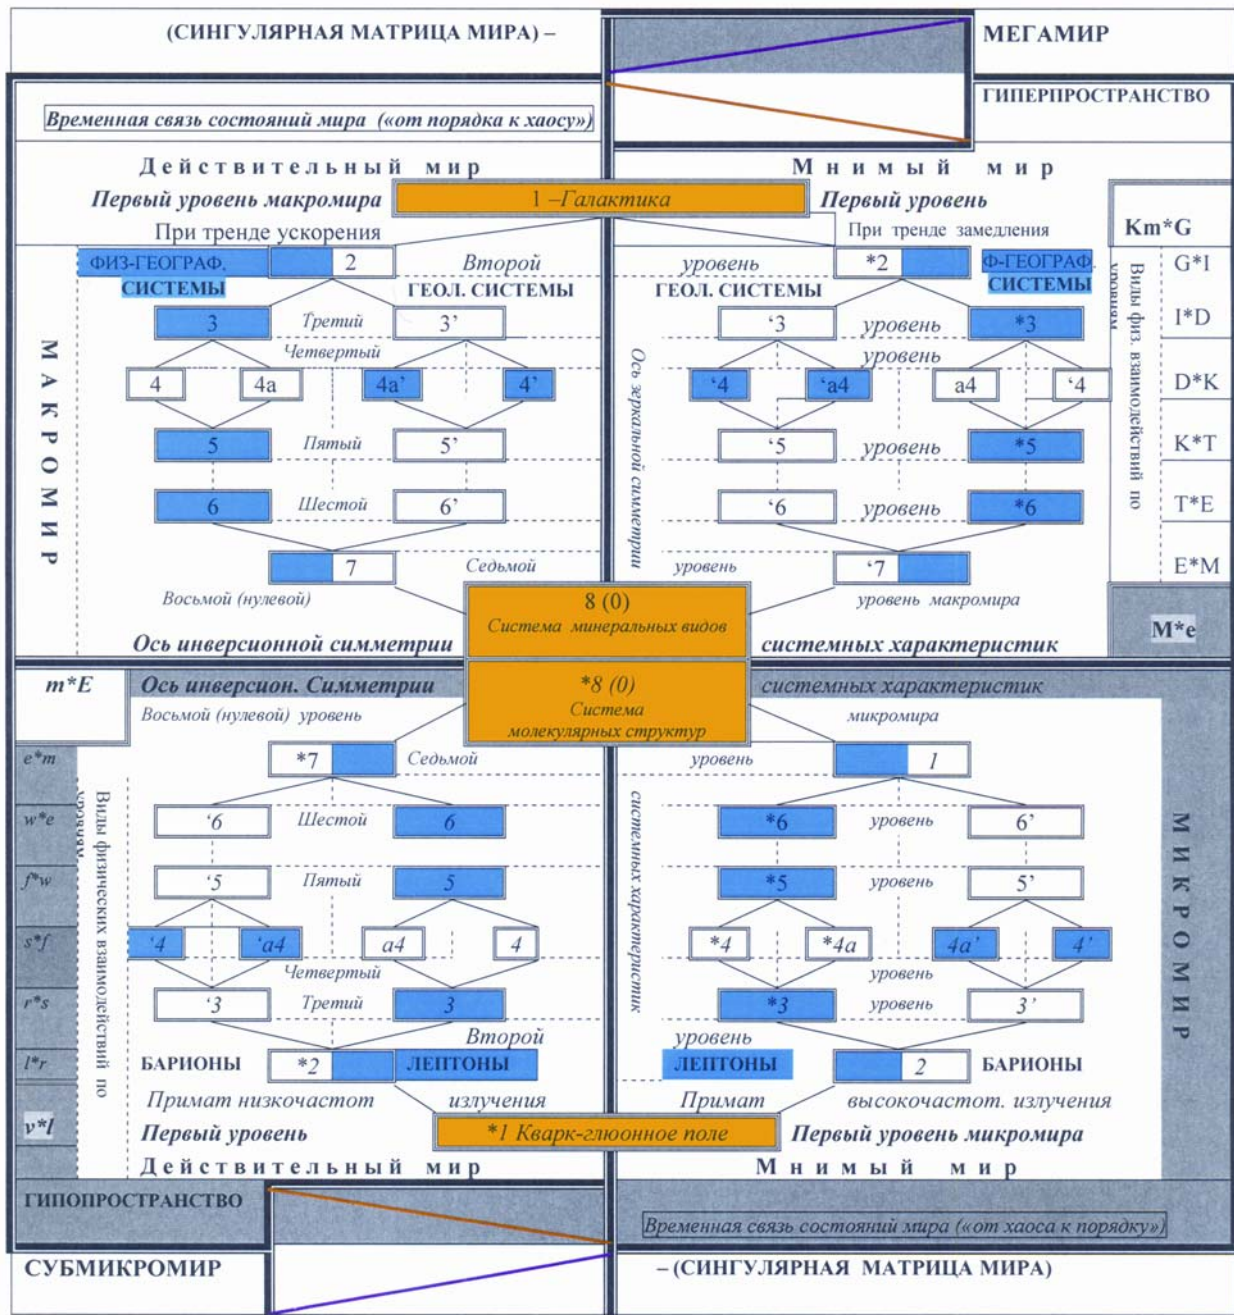 (СИНГУЛЯРНАЯ МАТРИЦА МИРА) –
МЕГАМИР
ГИПЕРПРОСТРАНСТВО
Временная связь состояний мира («от порядка к хаосу»)
Действительный мир
Мнимый мир
Первый уровень макромира
1 –Галактика
Первый уровень
Km*G
При тренде ускорения
При тренде замедления
ФИЗ-ГЕОГРАФ.
2
Второй
уровень
*2
Ф-ГЕОГРАФ.
G*I
СИСТЕМЫ
ГЕОЛ. СИСТЕМЫ
ГЕОЛ. СИСТЕМЫ
СИСТЕМЫ
3
Третий
3’
‘3
уровень
*3
I*D
Четвертый
уровень
4
4а
4а’
4’
‘4
‘а4
а4
‘4
D*K
5
Пятый
5’
‘5
уровень
*5
K*T
6
Шестой
6’
‘6
уровень
*6
T*E
7
Седьмой
уровень
‘7
E*M
МАКРОМИР
Ось зеркальной симметрии
Виды физ. взаимодействий по
уровням
Восьмой (нулевой)
8 (0)
уровень макромира
Система минеральных видов
M*e
Ось инверсионной симметрии
системных характеристик
m*E
Ось инверсион. Симметрии
*8 (0)
системных характеристик
Восьмой (нулевой) уровень
Система
микромира
молекулярных структур
e*m
*7
Седьмой
уровень
1
w*e
‘6
Шестой
6
*6
уровень
6’
f*w
‘5
Пятый
5
*5
уровень
5’
s*f
‘4
‘а4
а4
4
*4
*4а
4а’
4’
Четвертый
уровень
r*s
‘3
Третий
3
*3
уровень
3’
Второй
уровень
l*r
БАРИОНЫ
*2
ЛЕПТОНЫ
ЛЕПТОНЫ
2
БАРИОНЫ
Виды физических взаимодействий по
уровням
системных характеристик
МИКРОМИР
Примат низкочастот
излучения
Примат
высокочастот. излучения
v*l
Первый уровень
*1 Кварк-глюонное поле
Первый уровень микромира
Действительный мир
Мнимый мир
ГИПОПРОСТРАНСТВО
Временная связь состояний мира («от хаоса к порядку»)
СУБМИКРОМИР
– (СИНГУЛЯРНАЯ МАТРИЦА МИРА)